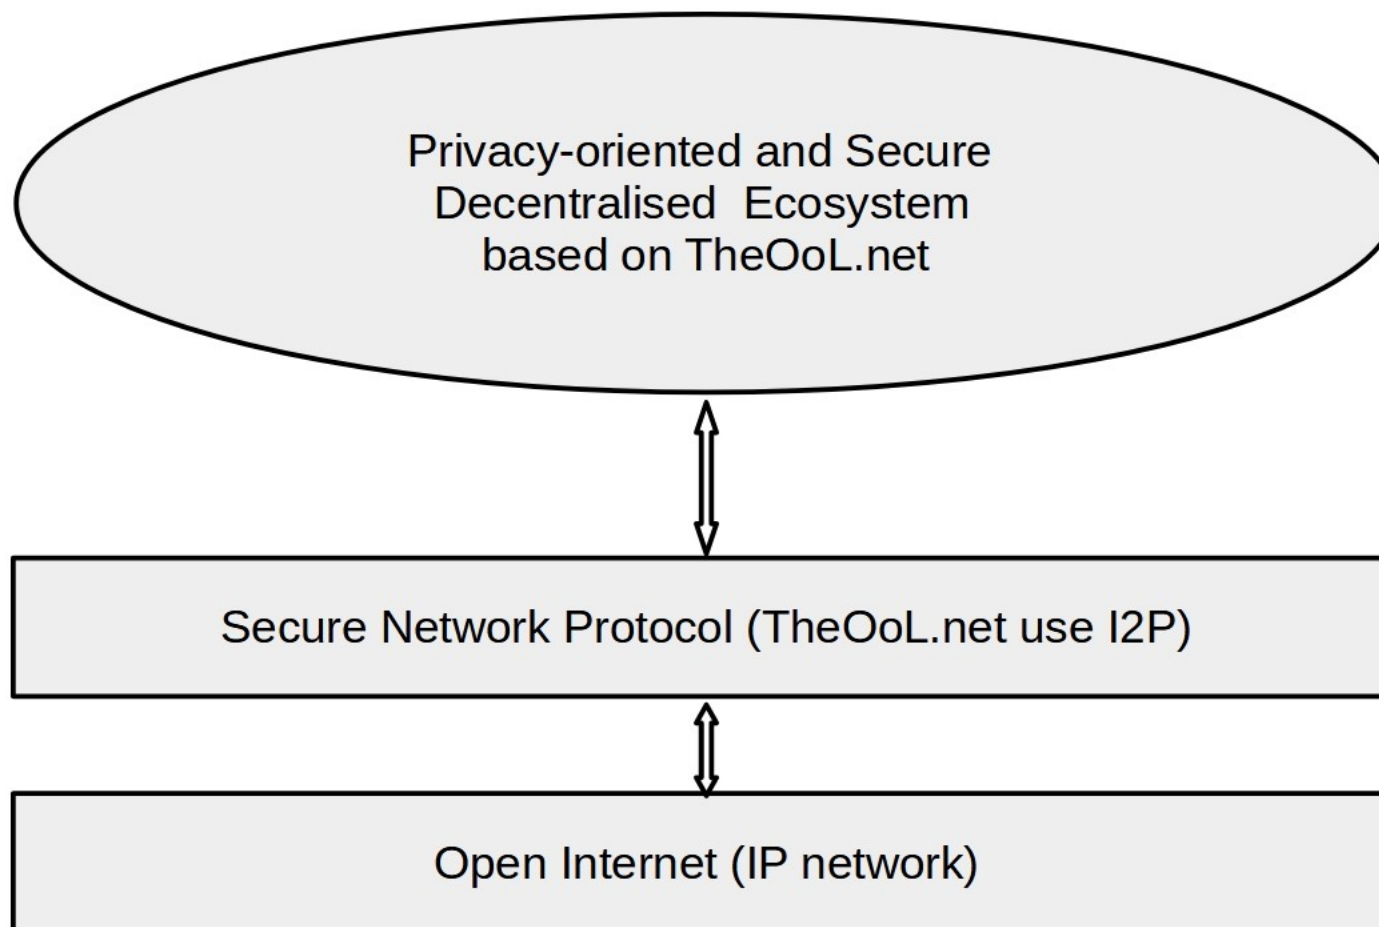 Privacy-oriented and Secure
Decentralised  Ecosystem
based on TheOoL.net
Secure Network Protocol (TheOoL.net use I2P)
Open Internet (IP network)